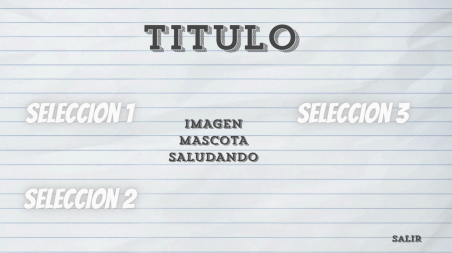 TITULO
SELECCION 1
SELECCION 3
IMAGEN
MASCOTA
SALUDANDO
SELECCION 2
SALIR